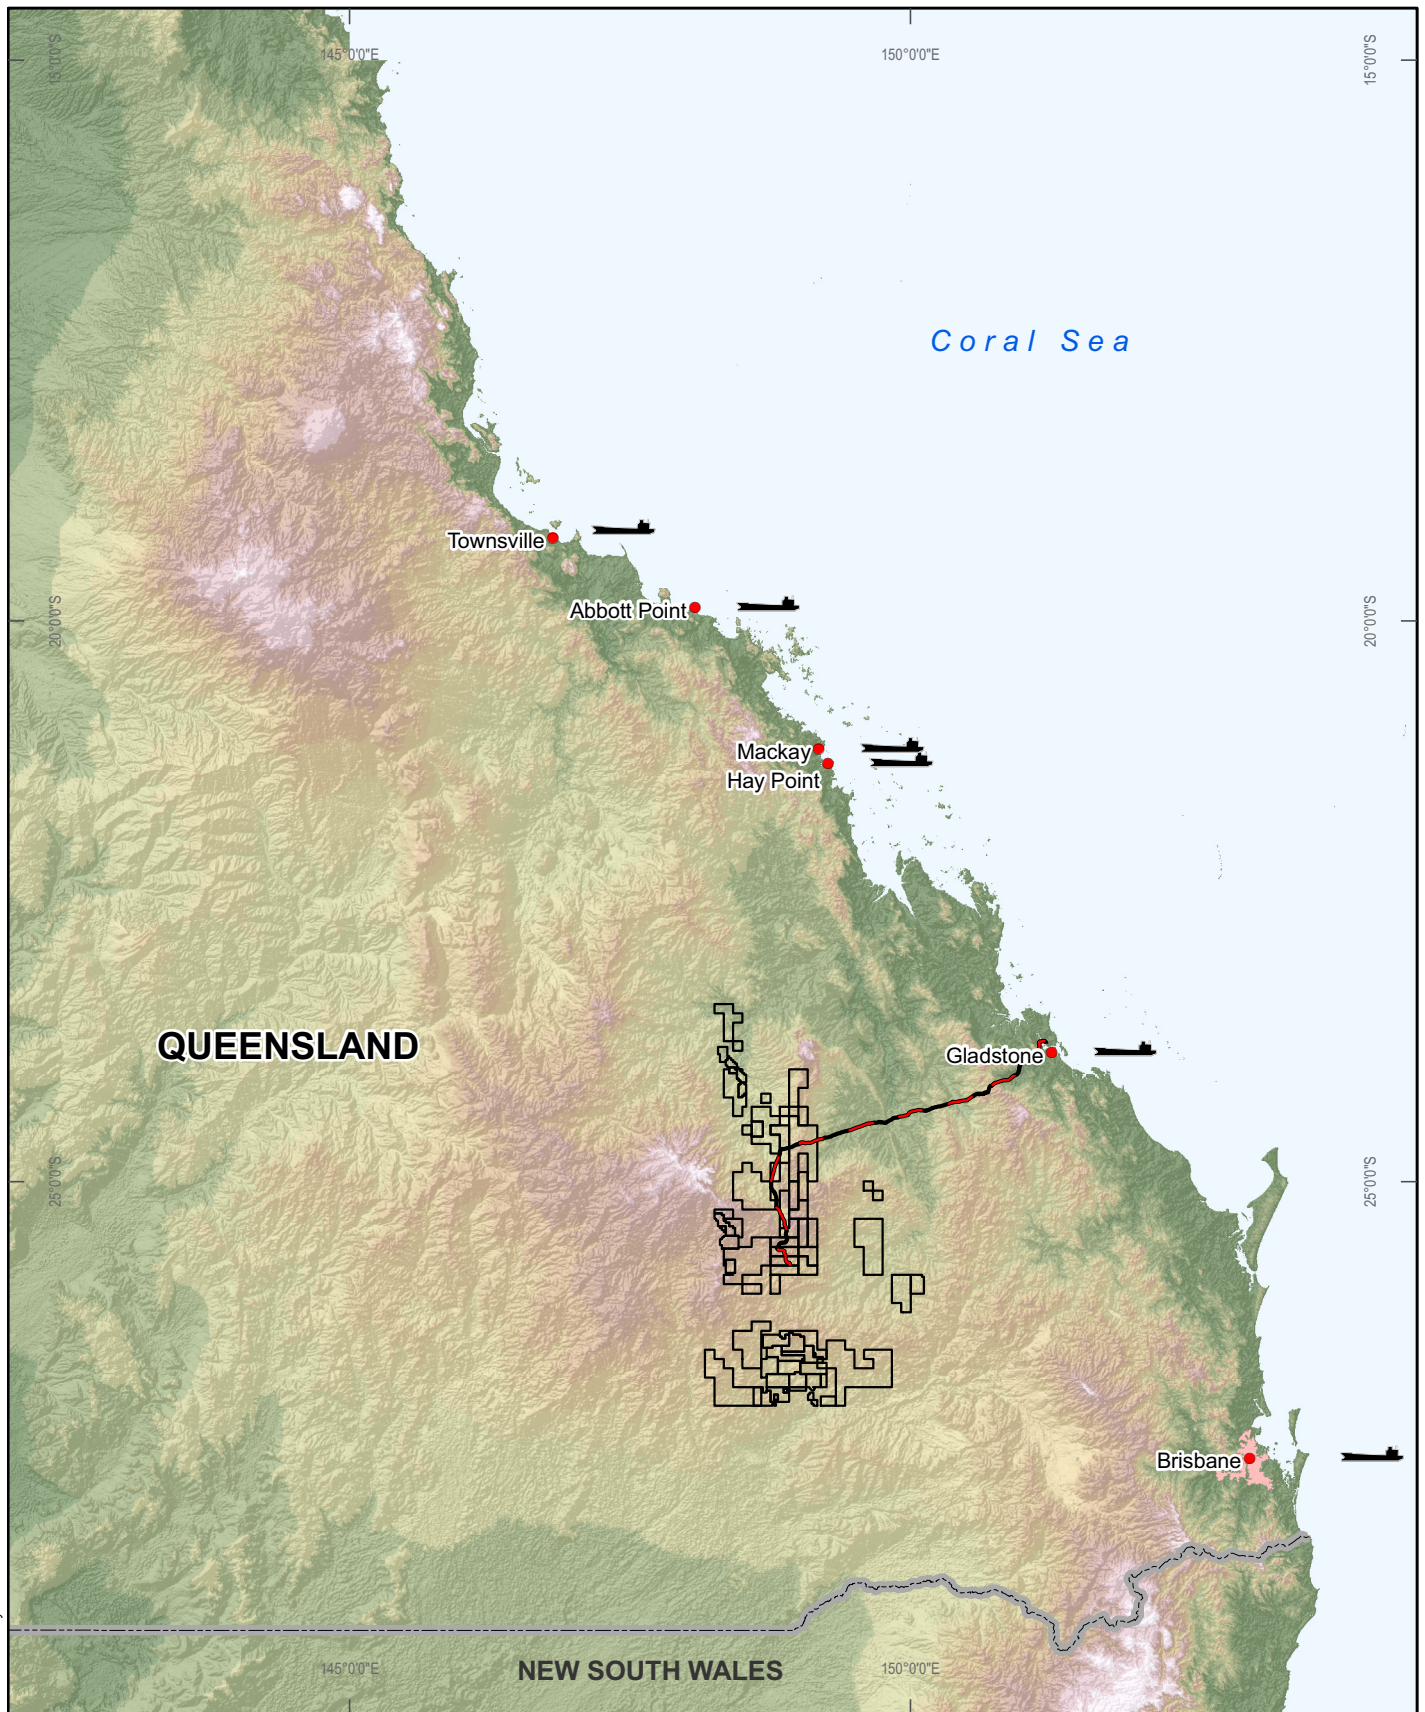 145°0'0"E
150°0'0"E
15°0'0"S
15°0'0"S
Coral Sea
Townsville
Abbott Point
20°0'0"S
20°0'0"S
Mackay
Hay Point
QUEENSLAND
Gladstone
25°0'0"S
25°0'0"S
Brisbane
145°0'0"E
NEW SOUTH WALES
150°0'0"E